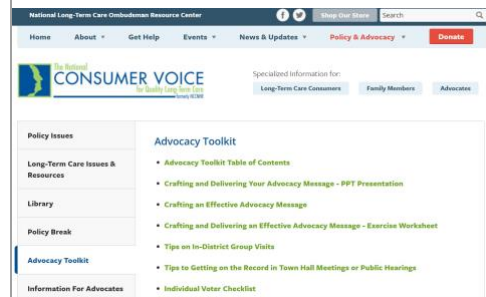 National Long-Term Care Ombudsman Resource Center
Shop Our Store
Search
Home
About
Get Help
Events
News & Updates
Policy & Advocacy
Donate
The National
CONSUMER VOICE
for Quality Long-Term Care
formerly NCCNHR
Specialized information for:
Long-Term Care Consumers
Family Members
Advocates
Policy Issues
Long-Term Care Issues &
Resources
Library
Policy Break
Advocacy Toolkit
Information For Advocates
Advocacy Toolkit
• Advocacy Toolkit Table of Contents
• Crafting and Delivering Your Advocacy Message - PPT Presentation
• Crafting an Effective Advocacy Message
• Crafting and Delivering an Effective Advocacy Message - Exercise Worksheet
• Tips on In-District Group Visits
• Tips to Getting on the Record in Town Hall Meetings or Public Hearings
• Individual Voter Checklist